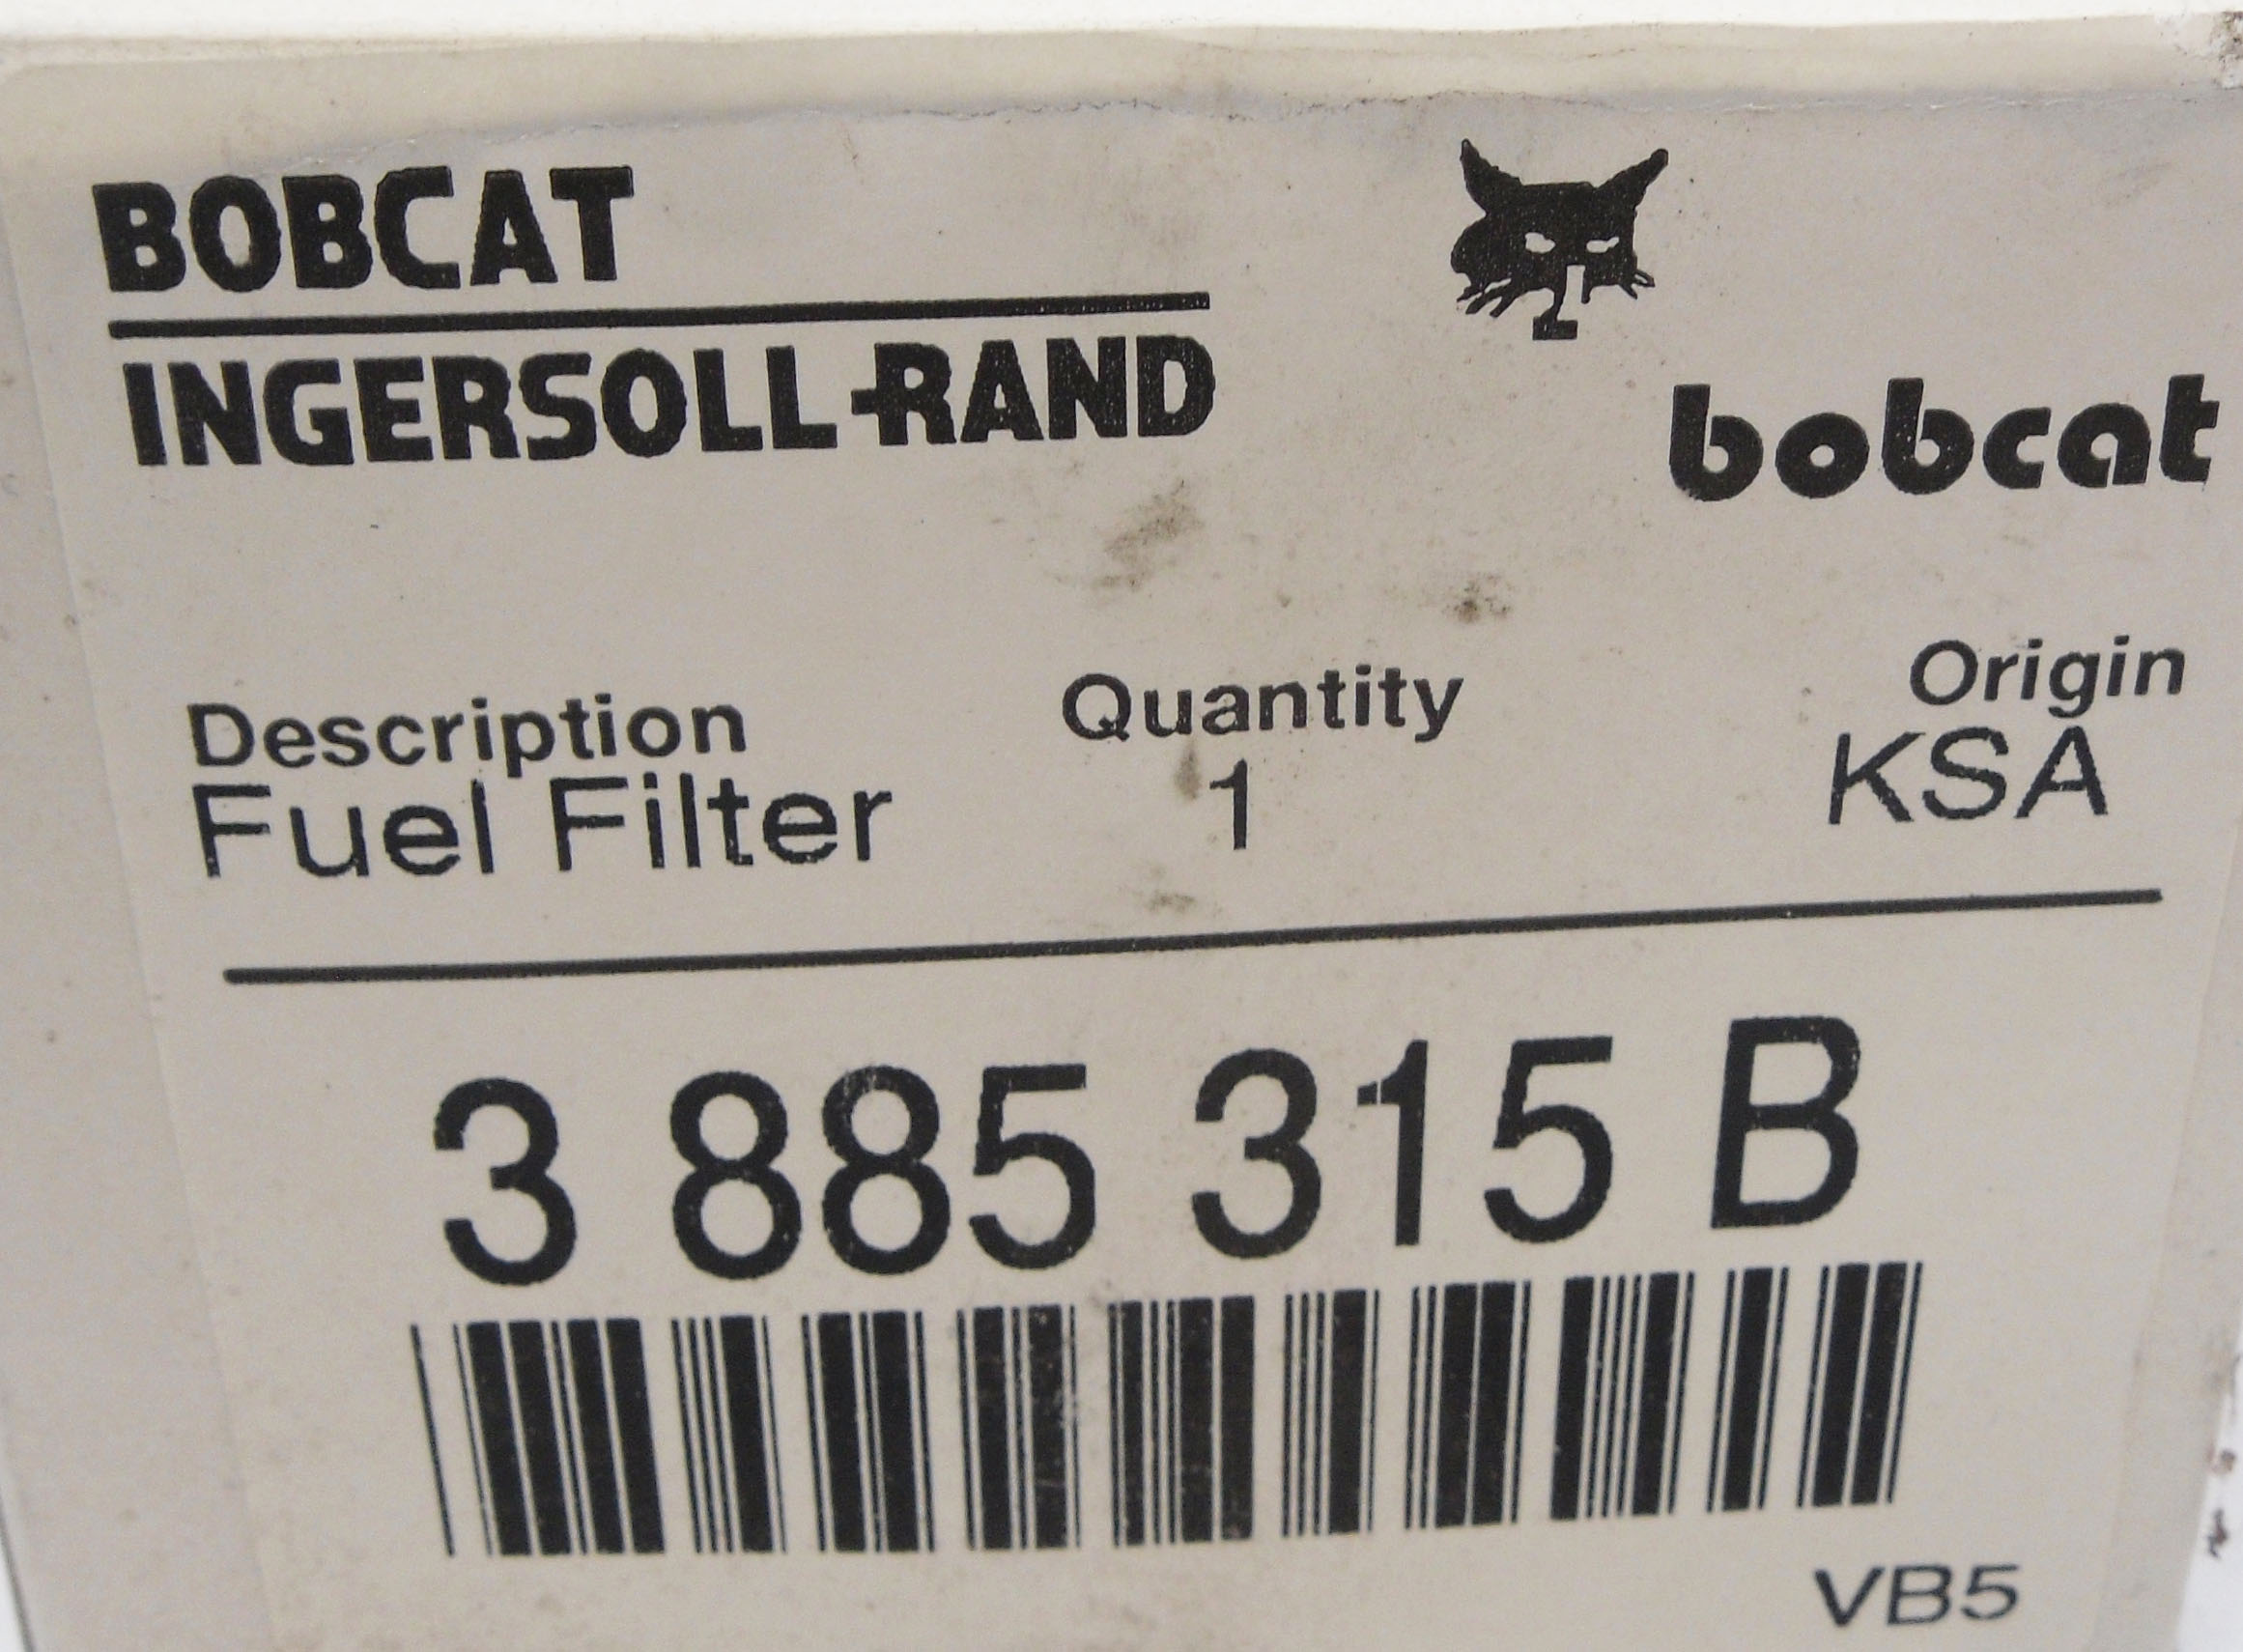 BOBCAT
INGERSOLL-RAND
bobcat
Description Quantity Origin
Fuel Filter 1 KSA
3 885 315 B
VB5